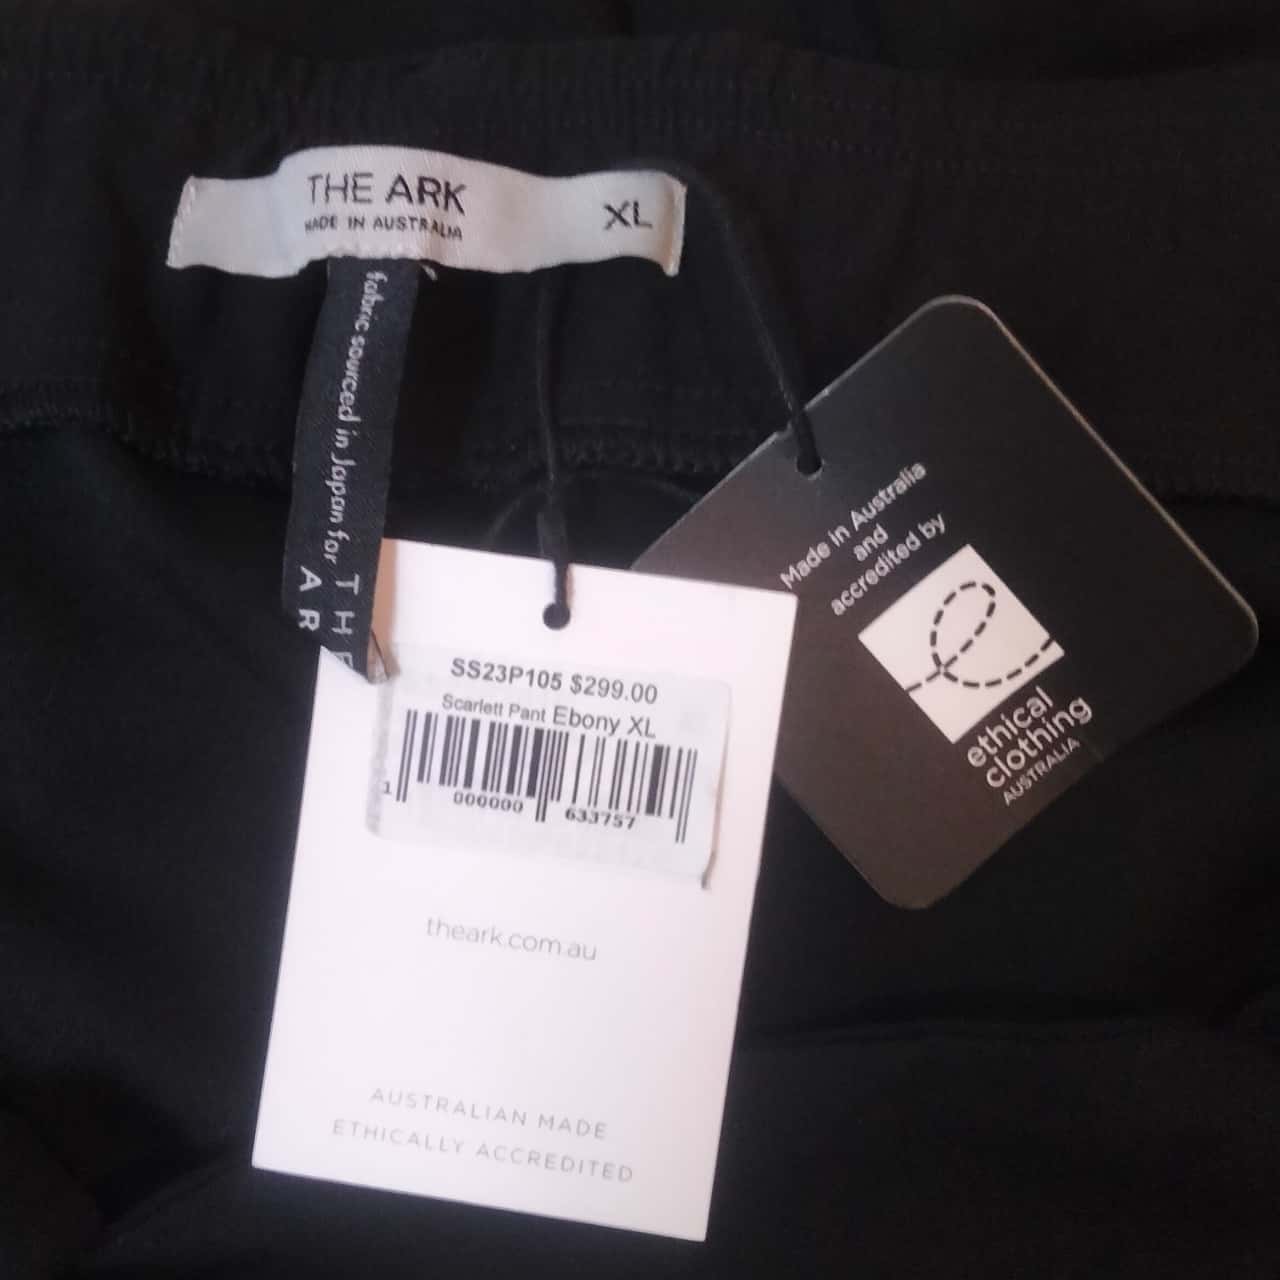 THE ARK
MADE IN AUSTRALIA
XL
fabric sourced in Japan for
THE
AR
Made in Australia
and
accredited by
ethical
clothing
AUSTRALIA
SS23P105 $299.00
Scarlett Pant Ebony XL
1 000000 633757
theark.com.au
AUSTRALIAN MADE
ETHICALLY ACCREDITED